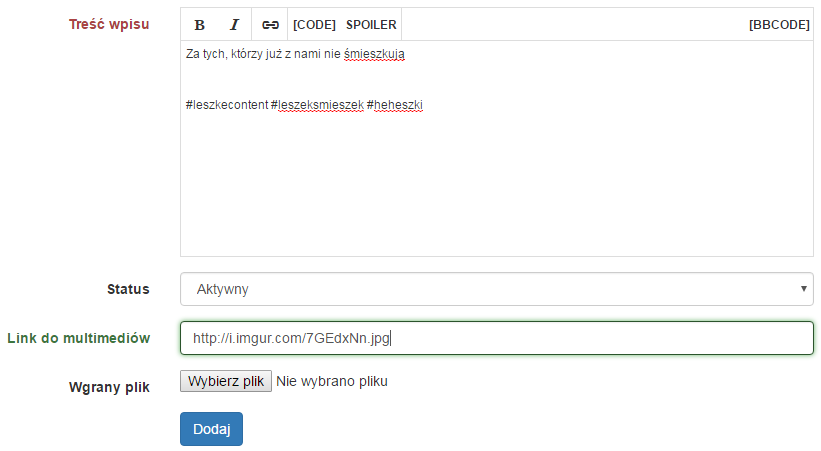 Treść wpisu
B I [CODE] SPOILER [BBCODE]
Za tych, którzy już z nami nie śmieszkują
#leszkecontent #leszeksmieszek #heheszki
Status Aktywny
Link do multimediów http://i.imgur.com/7GEdxNn.jpg
Wgrany plik Wybierz plik Nie wybrano pliku
Dodaj